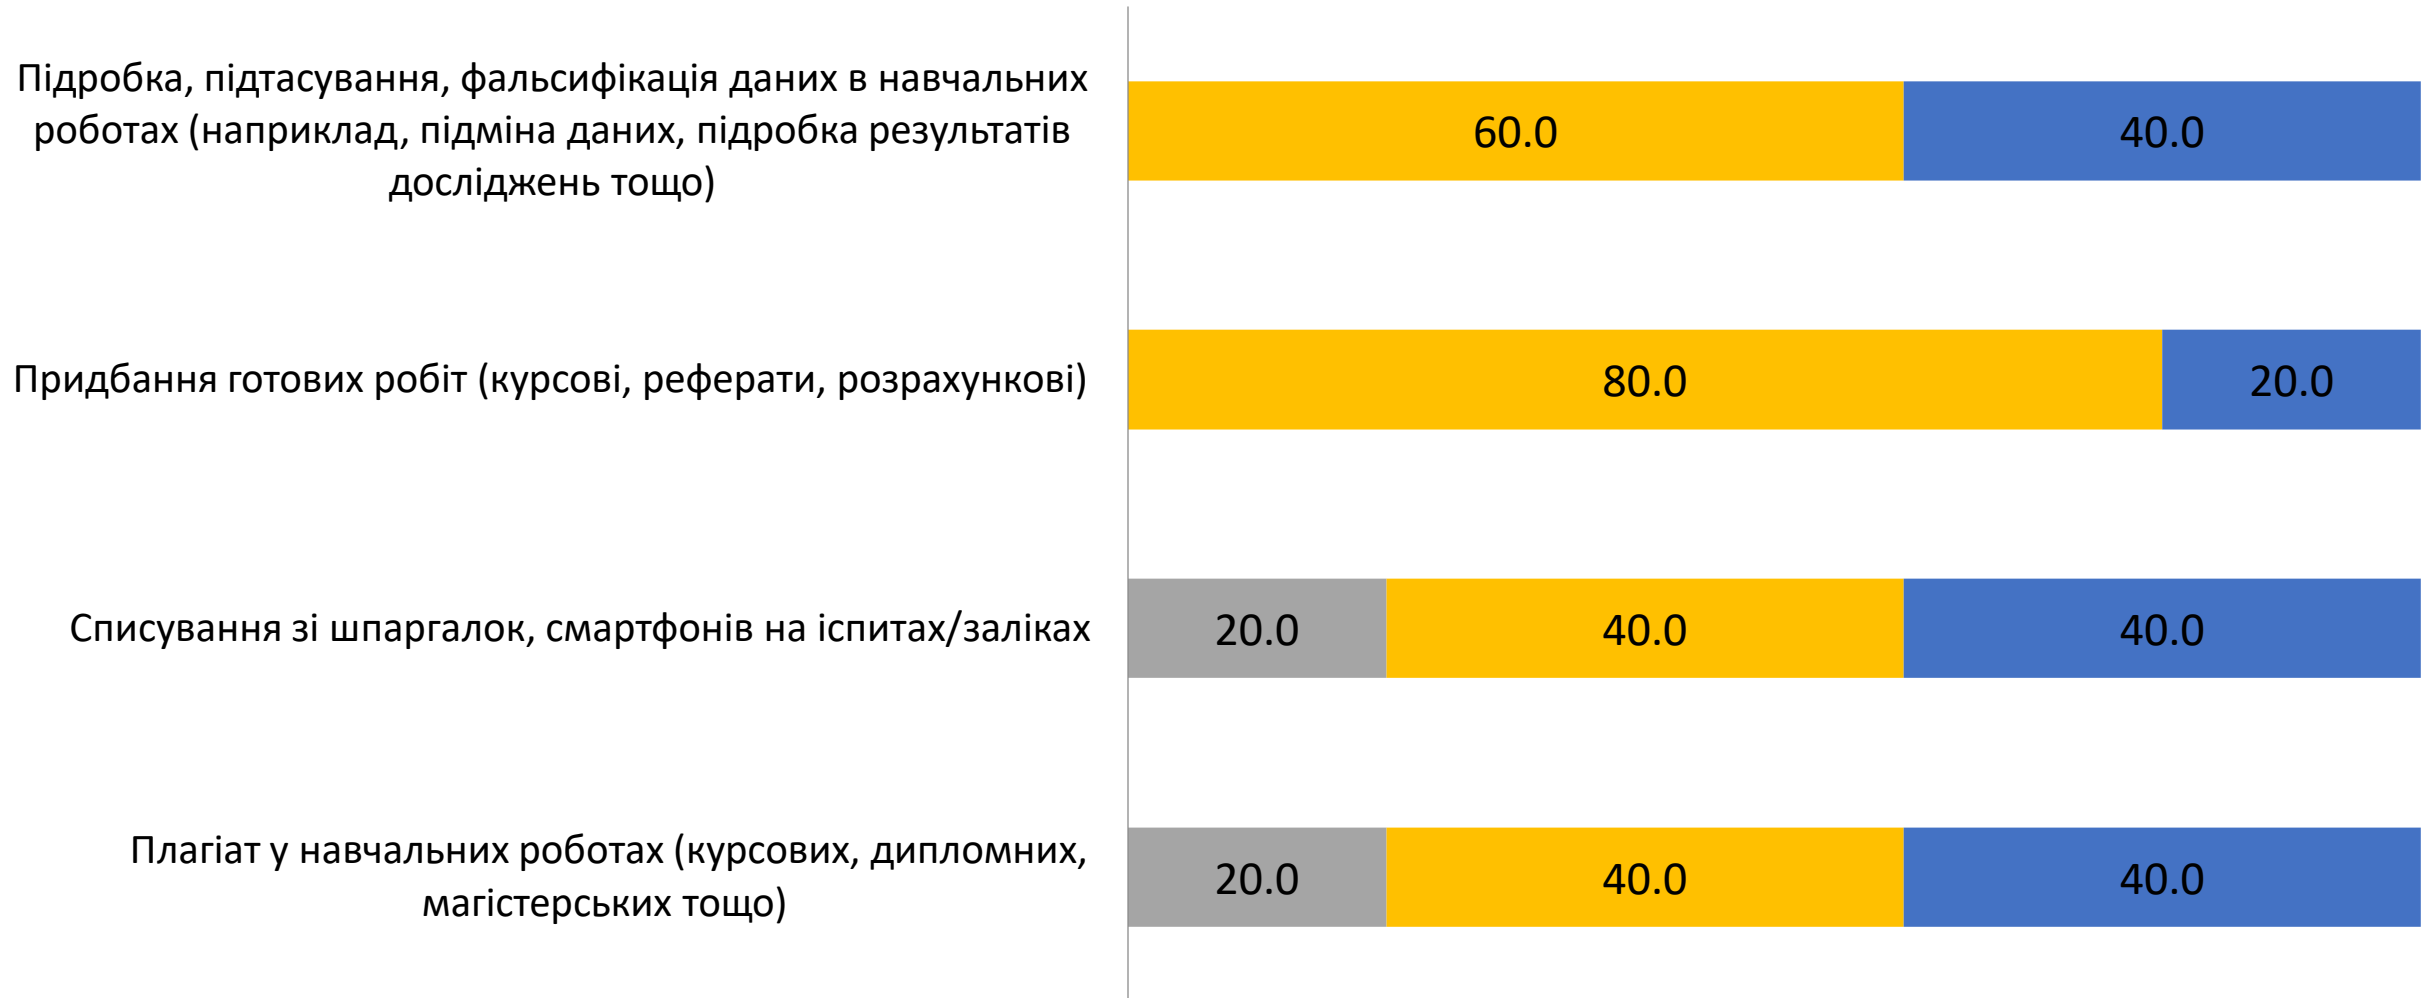 Підробка, підтасування, фальсифікація даних в навчальних
роботах (наприклад, підміна даних, підробка результатів
досліджень тощо)
60.0 40.0
Придбання готових робіт (курсові, реферати, розрахункові)
80.0 20.0
Списування зі шпаргалок, смартфонів на іспитах/заліках
20.0 40.0 40.0
Плагіат у навчальних роботах (курсових, дипломних,
магістерських тощо)
20.0 40.0 40.0